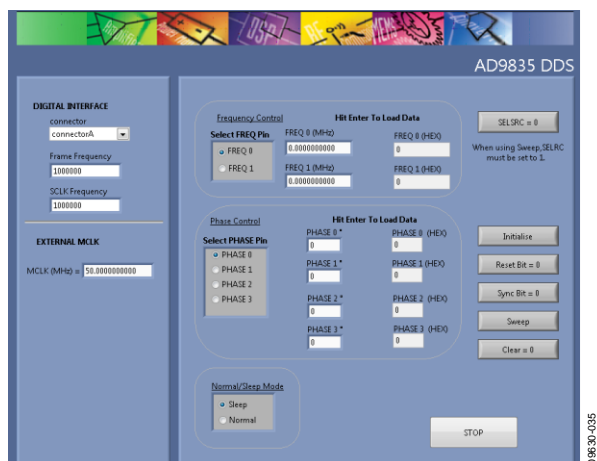 AD9835 DDS
DIGITAL INTERFACE
connector
connectorA
Frame Frequency
1000000
SCLK Frequency
1000000
EXTERNAL MCLK
MCLK (MHz) = 50.0000000000
Frequency Control
Hit Enter To Load Data
Select FREQ Pin
FREQ 0
FREQ 1
FREQ 0 (MHz)
FREQ 0 (HEX)
0.0000000000
0
FREQ 1 (MHz)
FREQ 1 (HEX)
0.0000000000
0
SELSRC = 0
When using Sweep,SELRC
must be set to 1.
Phase Control
Hit Enter To Load Data
Select PHASE Pin
PHASE 0
PHASE 1
PHASE 2
PHASE 3
PHASE 0 °
PHASE 0 (HEX)
0
0
PHASE 1 °
PHASE 1 (HEX)
0
0
PHASE 2 °
PHASE 2 (HEX)
0
0
PHASE 3 °
PHASE 3 (HEX)
0
0
Initialise
Reset Bit = 0
Sync Bit = 0
Sweep
Clear = 0
Normal/Sleep Mode
Sleep
Normal
STOP
09630-035